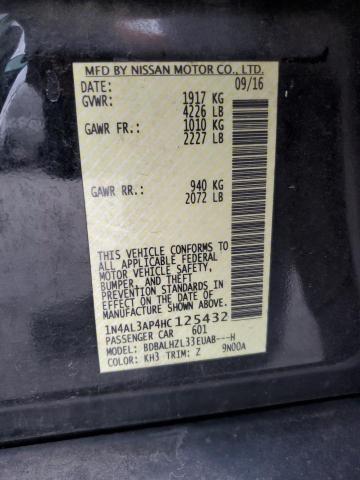 MFD BY NISSAN MOTOR CO., LTD.
DATE: 09/16
GVWR: 1917 KG
4226 LB
GAWR FR: 1010 KG
2227 LB
GAWR RR: 940 KG
2072 LB
THIS VEHICLE CONFORMS TO
ALL APPLICABLE FEDERAL
MOTOR VEHICLE SAFETY,
BUMPER, AND THEFT
PREVENTION STANDARDS
IN EFFECT ON THE DATE OF
MANUFACTURE SHOWN ABOVE.
1N4AL3AP4HC125432
PASSENGER CAR 601
MODEL: BDBALHZL33EUAB---H
COLOR: KH3 TRIM: Z 9N00A